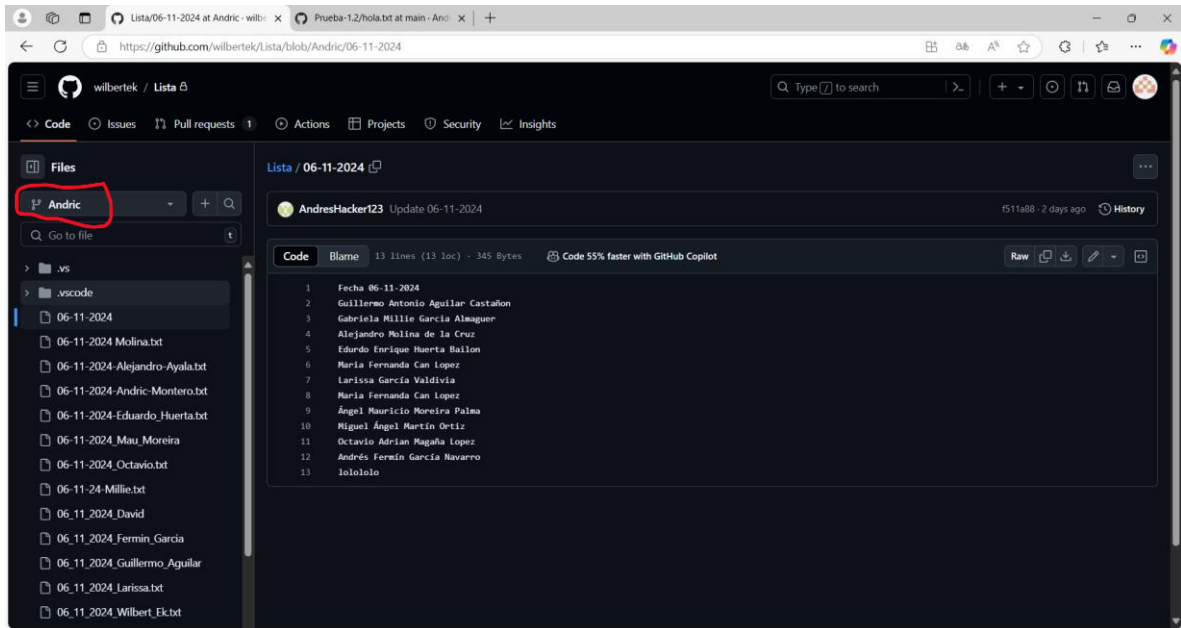 Lista/06-11-2024 at Andric · wilbe
Prueba-1.2/hola.txt at main · And
https://github.com/wilbertek/Lista/blob/Andric/06-11-2024
wilbertek / Lista
Type / to search
<> Code Issues Pull requests 1 Actions Projects Security Insights
Files
Lista / 06-11-2024
Andric
AndresHacker123 Update 06-11-2024
f511a88 · 2 days ago History
Go to file t
Code Blame 13 lines (13 loc) · 345 Bytes Code 55% faster with GitHub Copilot
Raw
.vs
.vscode
06-11-2024
06-11-2024 Molina.txt
06-11-2024-Alejandro-Ayala.txt
06-11-2024-Andric-Montero.txt
06-11-2024-Eduardo_Huerta.txt
06-11-2024_Mau_Moreira
06-11-2024_Octavio.txt
06-11-24-Millie.txt
06_11_2024_David
06_11_2024_Fermin_Garcia
06_11_2024_Guillermo_Aguilar
06_11_2024_Larissa.txt
06_11_2024_Wilbert_Ek.txt
1 Fecha 06-11-2024
2 Guillermo Antonio Aguilar Castañon
3 Gabriela Millie Garcia Almaguer
4 Alejandro Molina de la Cruz
5 Edurdo Enrique Huerta Bailon
6 Maria Fernanda Can Lopez
7 Larissa García Valdivia
8 Maria Fernanda Can Lopez
9 Ángel Mauricio Moreira Palma
10 Miguel Ángel Martín Ortiz
11 Octavio Adrian Magaña Lopez
12 Andrés Fermín García Navarro
13 lolololo